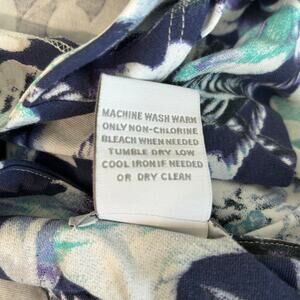 MACHINE WASH WARM
ONLY NON-CHLORINE
BLEACH WHEN NEEDED
TUMBLE DRY LOW
COOL IRON IF NEEDED
OR DRY CLEAN